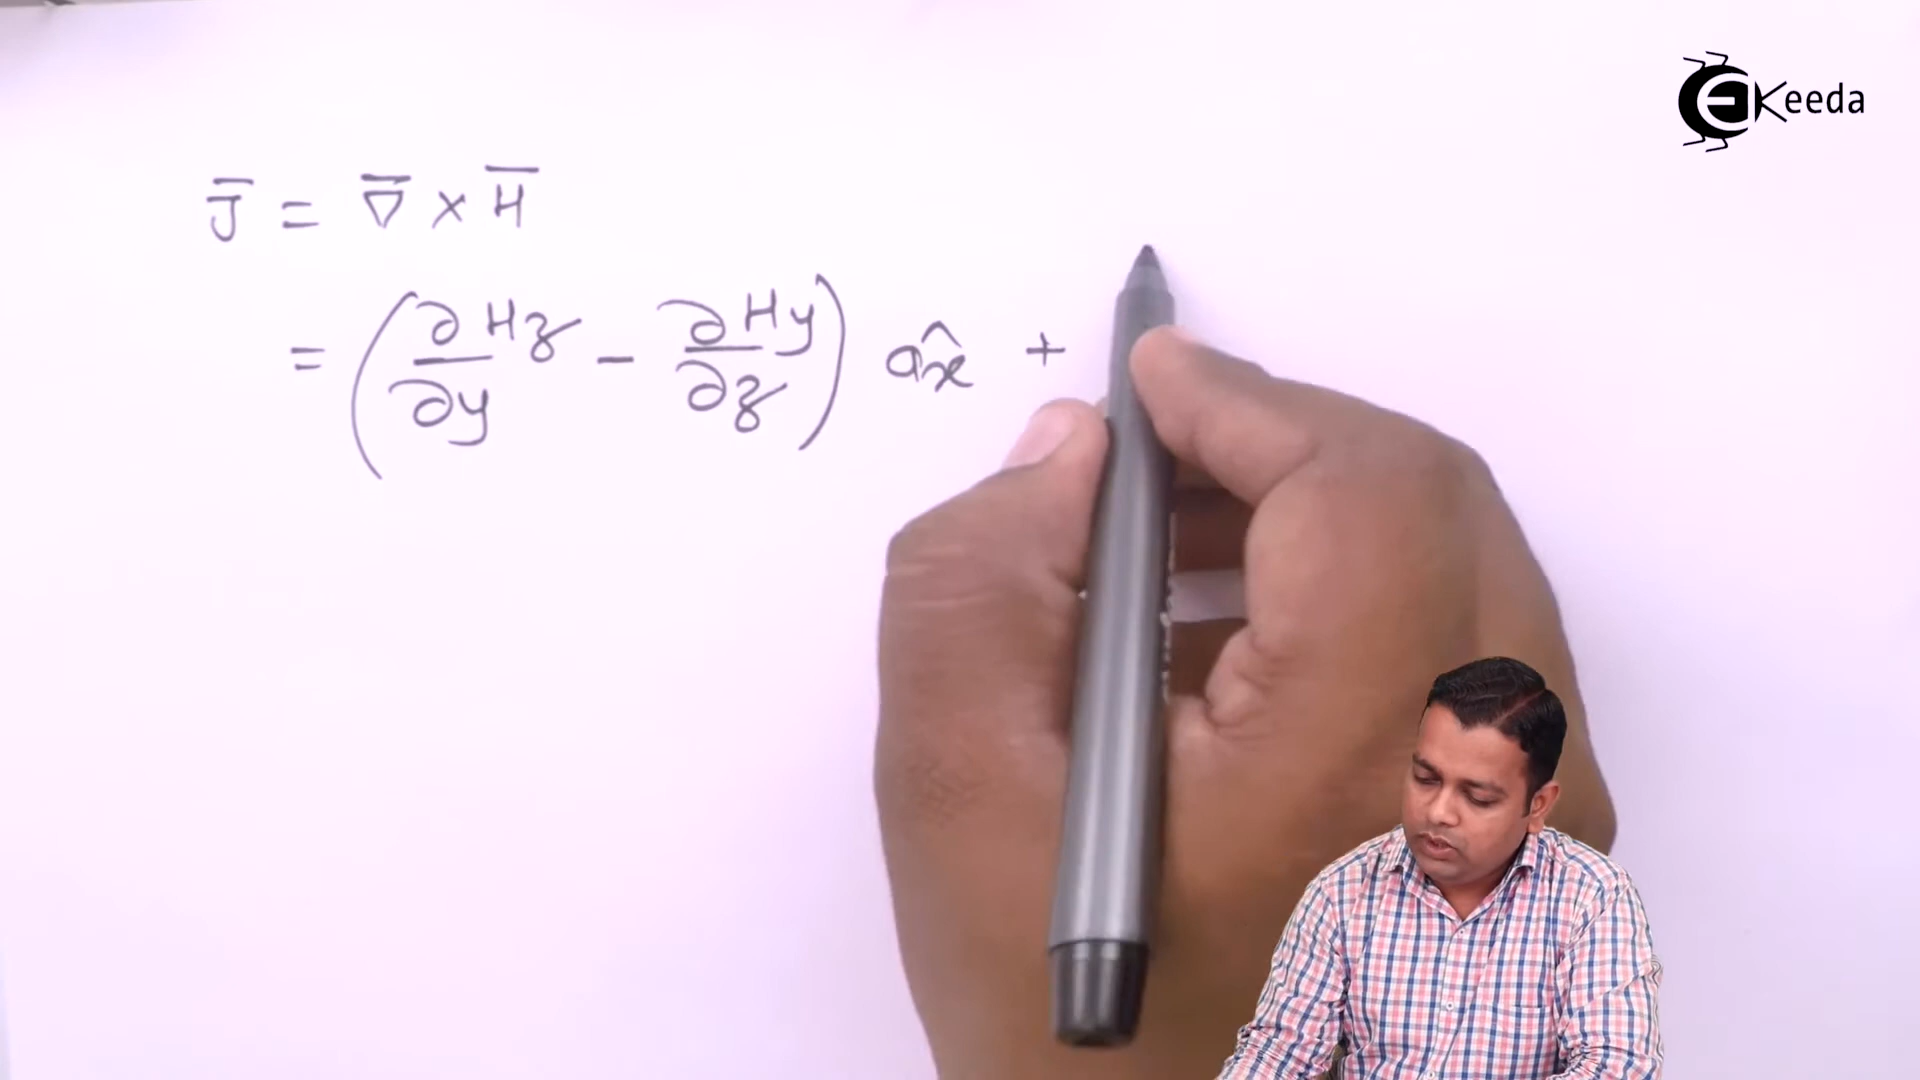 EKeeda
J̅ = ∇̅ × H̅
= (∂Hz/∂y − ∂Hy/∂z) âx +